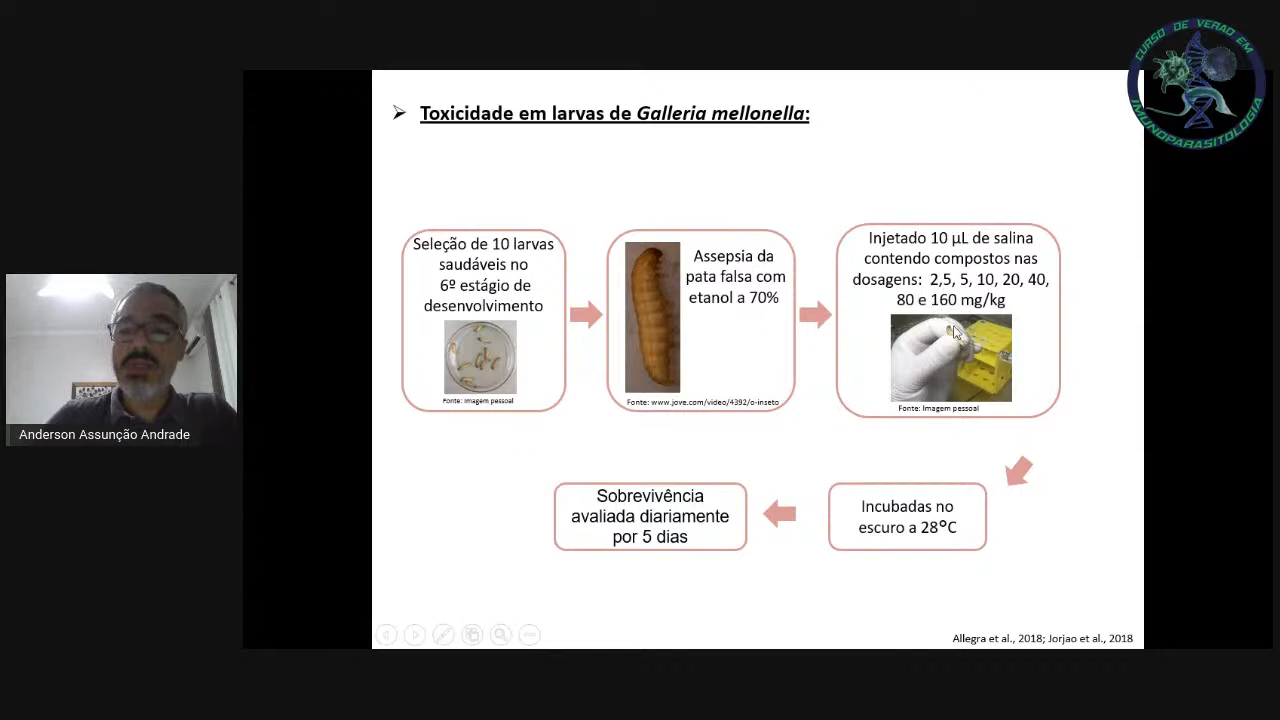 CURSO DE VERÃO EM
IMUNOPARASITOLOGIA
➢ Toxicidade em larvas de Galleria mellonella:
Seleção de 10 larvas
saudáveis no
6º estágio de
desenvolvimento
Fonte: Imagem pessoal
Assepsia da
pata falsa com
etanol a 70%
Fonte: www.jove.com/video/4392/o-inseto
Injetado 10 µL de salina
contendo compostos nas
dosagens: 2,5, 5, 10, 20, 40,
80 e 160 mg/kg
Fonte: Imagem pessoal
Incubadas no
escuro a 28ºC
Sobrevivência
avaliada diariamente
por 5 dias
Allegra et al., 2018; Jorjao et al., 2018
Anderson Assunção Andrade